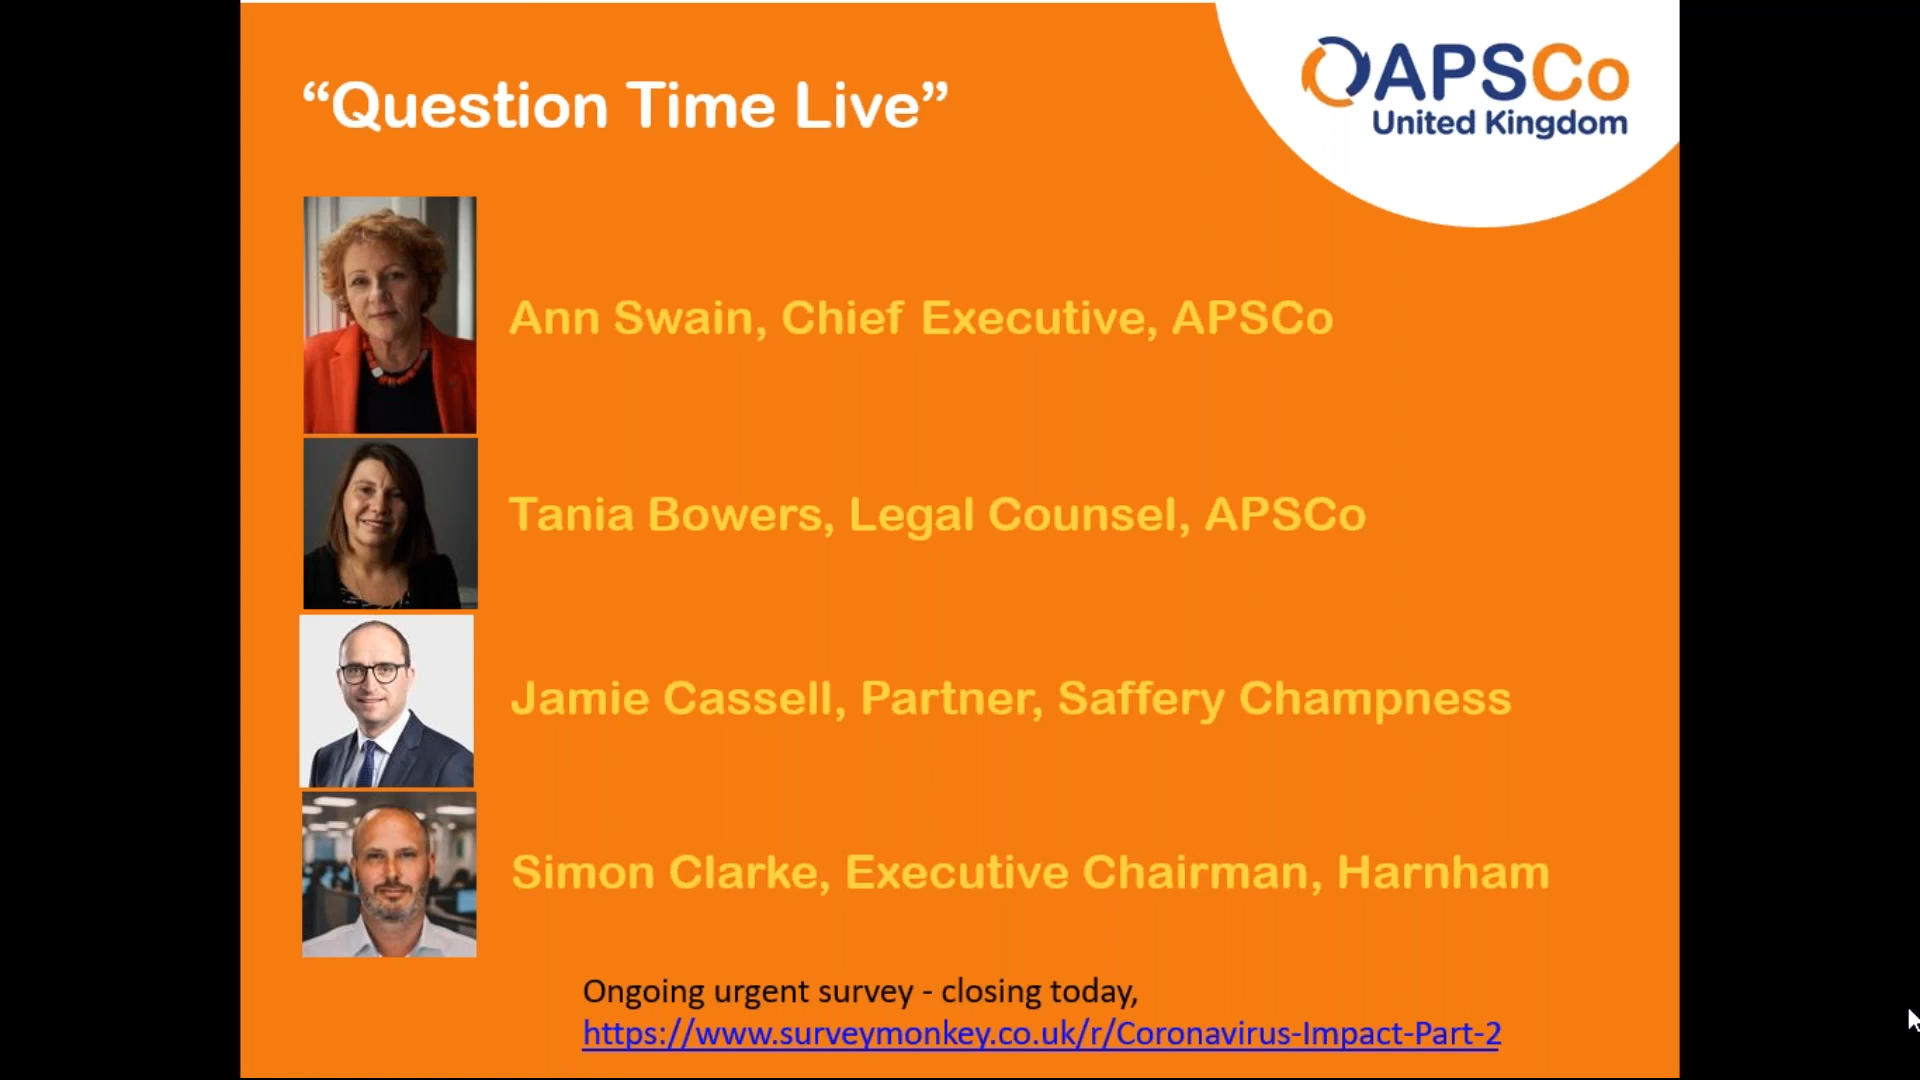 “Question Time Live”
APSCo
United Kingdom
Ann Swain, Chief Executive, APSCo
Tania Bowers, Legal Counsel, APSCo
Jamie Cassell, Partner, Saffery Champness
Simon Clarke, Executive Chairman, Harnham
Ongoing urgent survey - closing today,
https://www.surveymonkey.co.uk/r/Coronavirus-Impact-Part-2